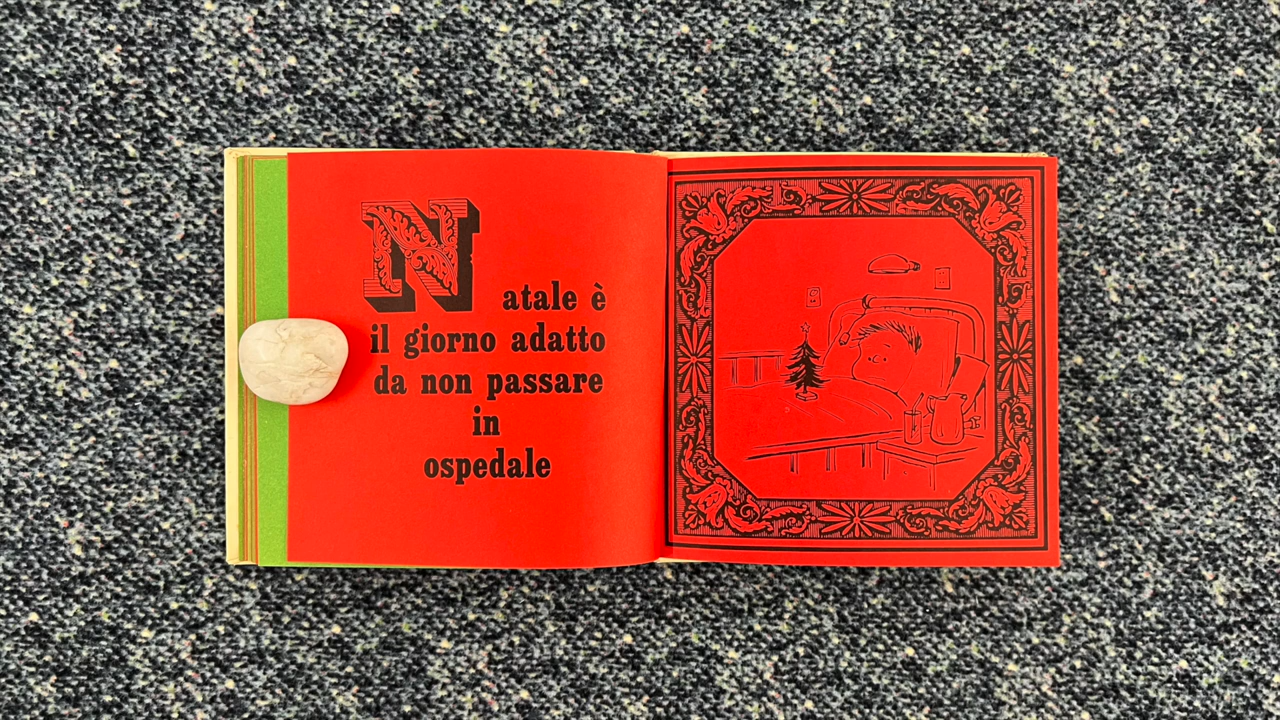 Natale è
il giorno adatto
da non passare
in
ospedale